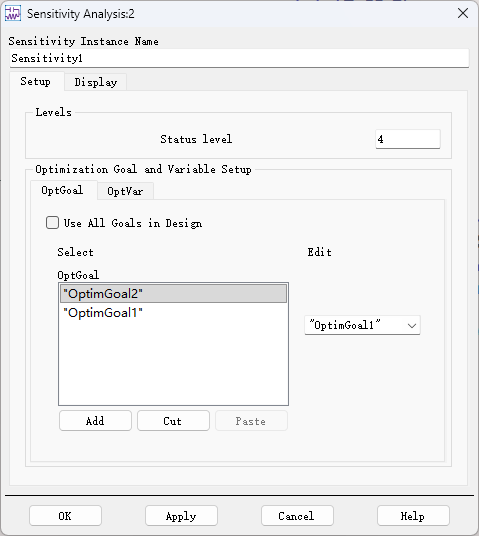 Sensitivity Analysis:2
Sensitivity Instance Name
Sensitivity1
Setup Display
Levels
Status level 4
Optimization Goal and Variable Setup
OptGoal OptVar
Use All Goals in Design
Select Edit
OptGoal
"OptimGoal2"
"OptimGoal1"
"OptimGoal1"
Add Cut Paste
OK Apply Cancel Help